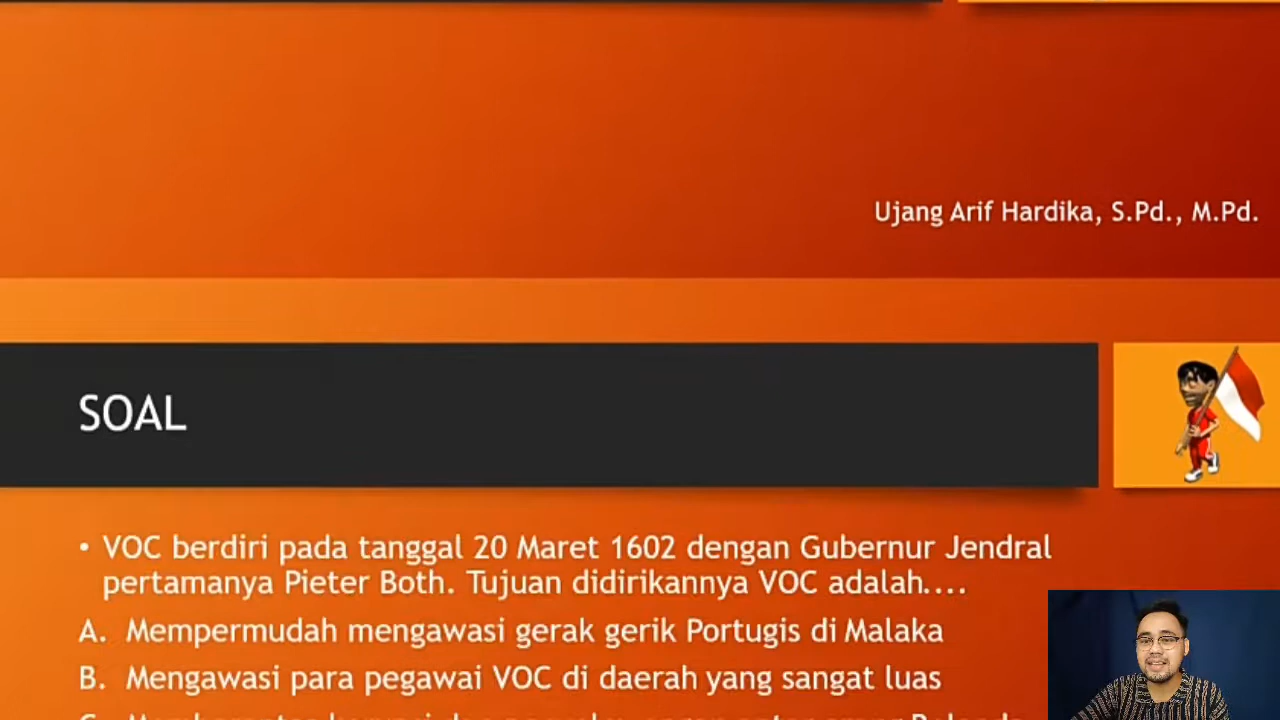 Ujang Arif Hardika, S.Pd., M.Pd.
SOAL
• VOC berdiri pada tanggal 20 Maret 1602 dengan Gubernur Jendral
pertamanya Pieter Both. Tujuan didirikannya VOC adalah....
A. Mempermudah mengawasi gerak gerik Portugis di Malaka
B. Mengawasi para pegawai VOC di daerah yang sangat luas